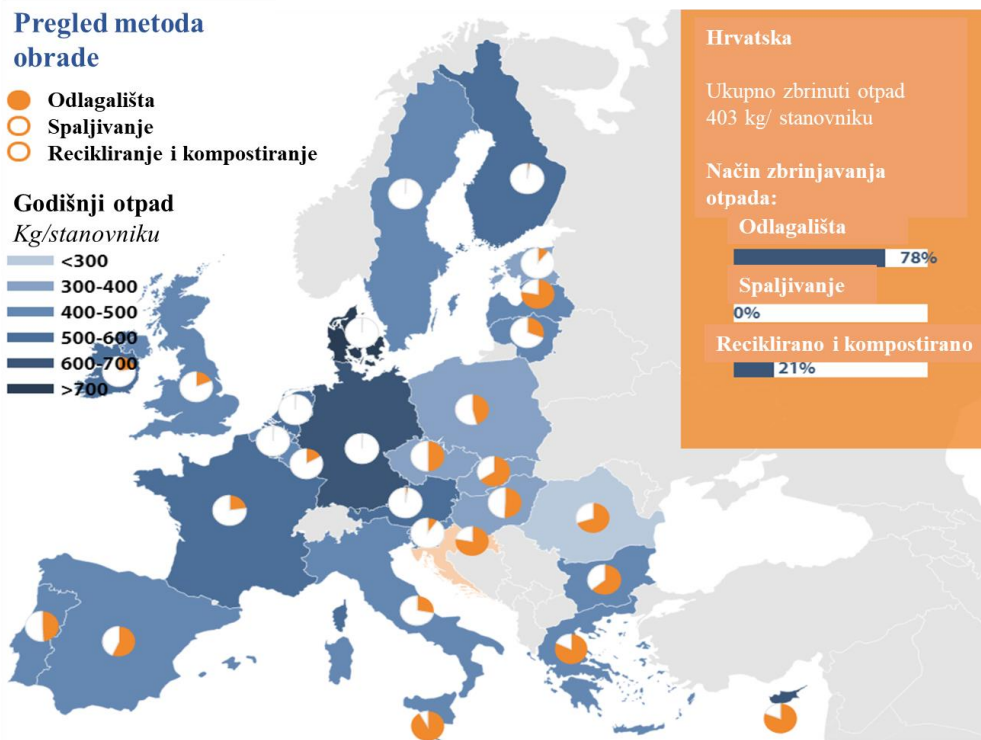 Pregled metoda
obrade
Odlagališta
Spaljivanje
Recikliranje i kompostiranje
Godišnji otpad
Kg/stanovniku
<300
300-400
400-500
500-600
600-700
>700
Hrvatska
Ukupno zbrinuti otpad
403 kg/ stanovniku
Način zbrinjavanja
otpada:
Odlagališta
78%
Spaljivanje
0%
Reciklirano i kompostirano
21%